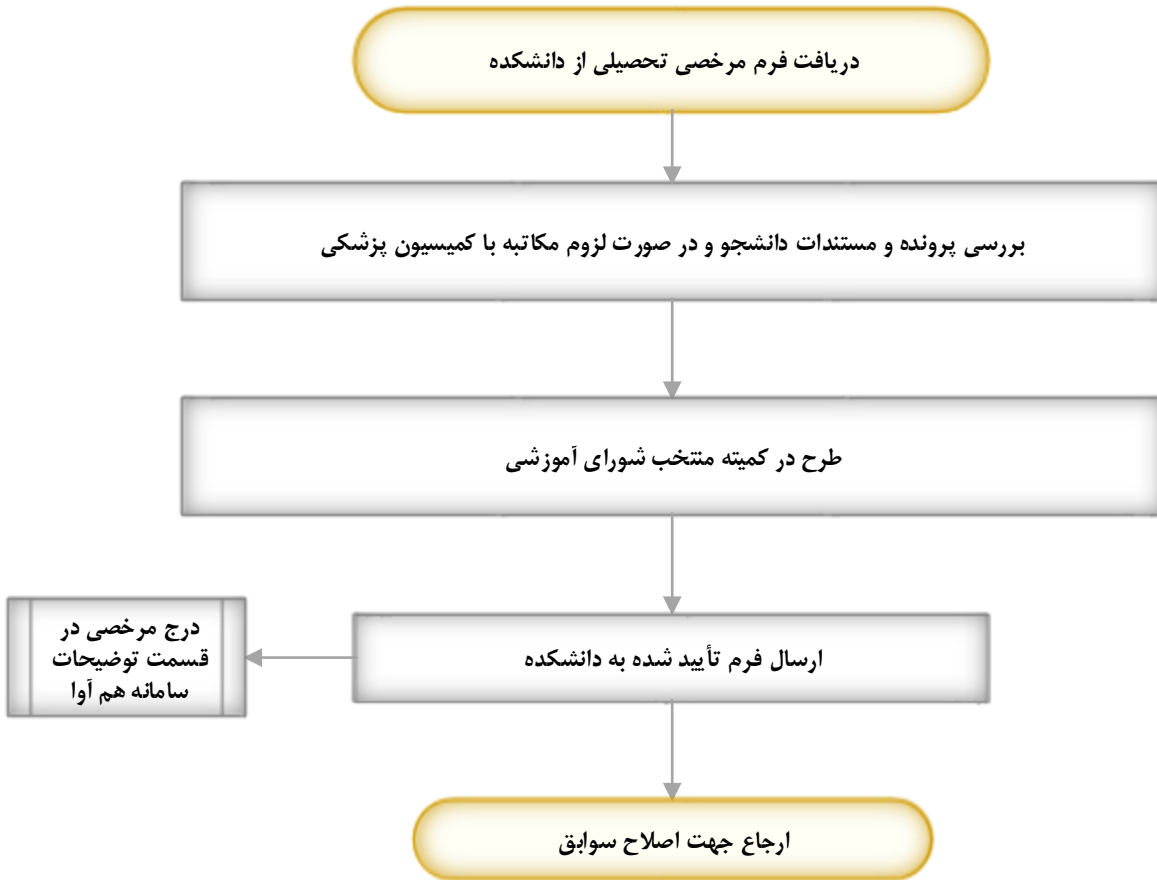 دریافت فرم مرخصی تحصیلی از دانشکده
بررسی پرونده و مستندات دانشجو و در صورت لزوم مکاتبه با کمیسیون پزشکی
طرح در کمیته منتخب شورای آموزشی
ارسال فرم تأیید شده به دانشکده
درج مرخصی در
قسمت توضیحات
سامانه هم آوا
ارجاع جهت اصلاح سوابق